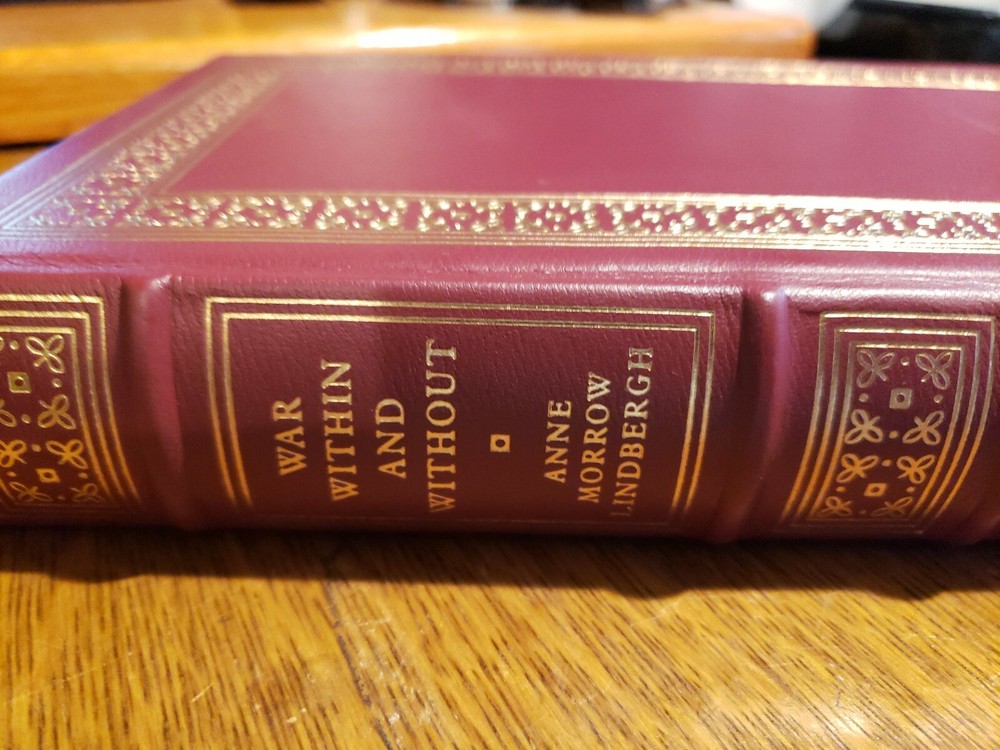 WAR
WITHIN
AND
WITHOUT
ANNE
MORROW
LINDBERGH